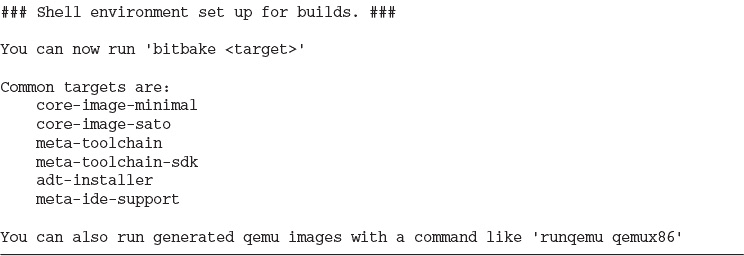 ### Shell environment set up for builds. ###
You can now run 'bitbake <target>'
Common targets are:
core-image-minimal
core-image-sato
meta-toolchain
meta-toolchain-sdk
adt-installer
meta-ide-support
You can also run generated qemu images with a command like 'runqemu qemux86'